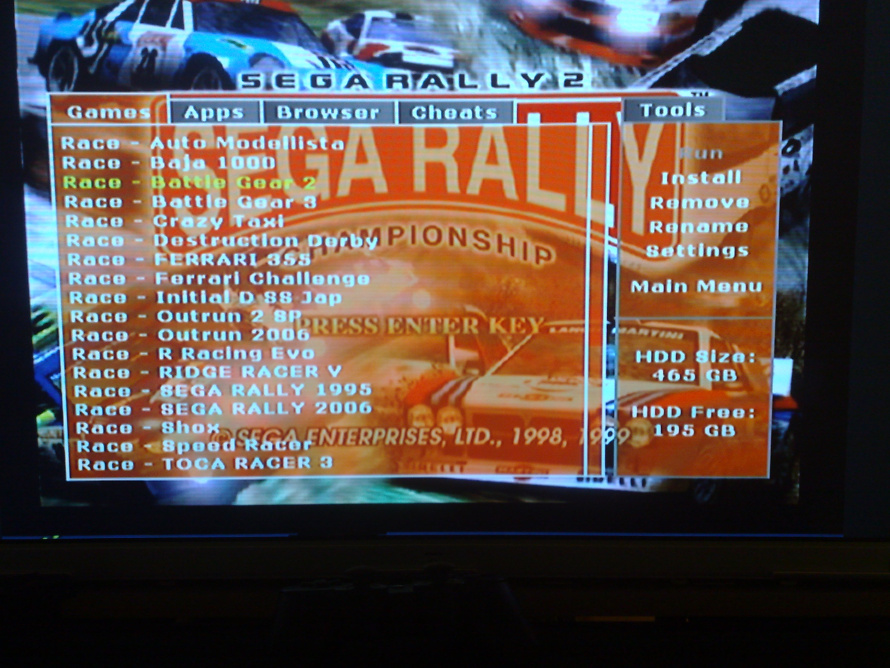 SEGA RALLY 2
TM
Games Apps Browser Cheats Tools
SEGA RALLY
CHAMPIONSHIP
PRESS ENTER KEY
© SEGA ENTERPRISES, LTD., 1998, 1999
Race - Auto Modellista
Race - Baja 1000
Race - Battle Gear 2
Race - Battle Gear 3
Race - Crazy Taxi
Race - Destruction Derby
Race - FERRARI 355
Race - Ferrari Challenge
Race - Initial D SS Jap
Race - Outrun 2 SP
Race - Outrun 2006
Race - R Racing Evo
Race - RIDGE RACER V
Race - SEGA RALLY 1995
Race - SEGA RALLY 2006
Race - Shox
Race - Speed Racer
Race - TOCA RACER 3
Run
Install
Remove
Rename
Settings
Main Menu
HDD Size:
465 GB
HDD Free:
195 GB
MARTINI
PIRELLI